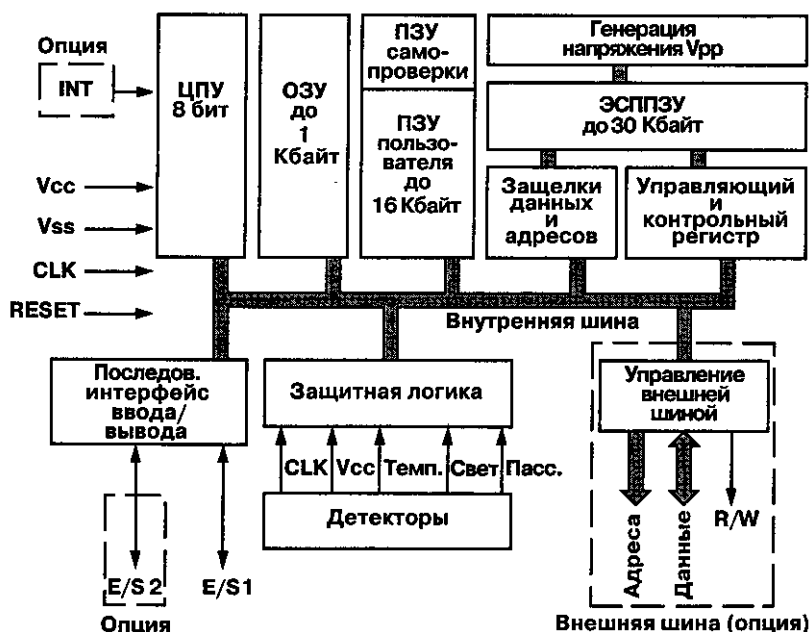 Опция
INT
Vcc
Vss
CLK
RESET
ЦПУ
8 бит
ОЗУ
до
1
Кбайт
ПЗУ
само-
проверки
ПЗУ
пользо-
вателя
до
16 Кбайт
Генерация
напряжения Vpp
ЭСППЗУ
до 30 Кбайт
Защелки
данных
и
адресов
Управляющий
и
контрольный
регистр
Внутренняя шина
Последов.
интерфейс
ввода/
вывода
Защитная логика
Управление
внешней
шиной
CLK Vcc Темп. Свет Пасс.
Детекторы
Адреса
Данные
R/W
E/S 2
E/S1
Опция
Внешняя шина (опция)